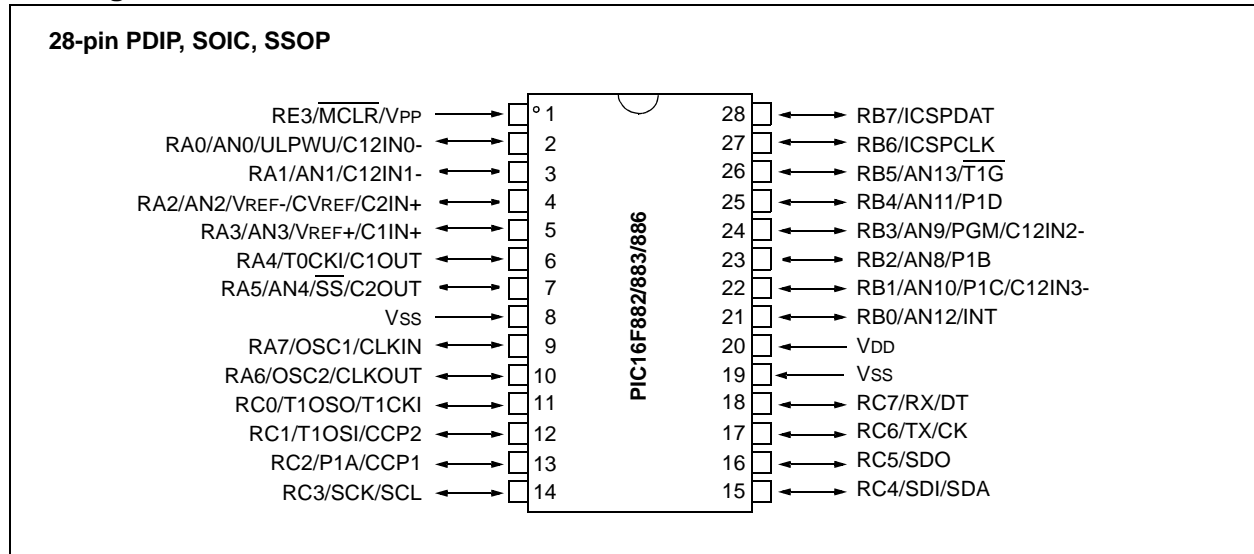 28-pin PDIP, SOIC, SSOP
RE3/MCLR/VPP 1
RA0/AN0/ULPWU/C12IN0- 2
RA1/AN1/C12IN1- 3
RA2/AN2/VREF-/CVREF/C2IN+ 4
RA3/AN3/VREF+/C1IN+ 5
RA4/T0CKI/C1OUT 6
RA5/AN4/SS/C2OUT 7
VSS 8
RA7/OSC1/CLKIN 9
RA6/OSC2/CLKOUT 10
RC0/T1OSO/T1CKI 11
RC1/T1OSI/CCP2 12
RC2/P1A/CCP1 13
RC3/SCK/SCL 14
PIC16F882/883/886
28 RB7/ICSPDAT
27 RB6/ICSPCLK
26 RB5/AN13/T1G
25 RB4/AN11/P1D
24 RB3/AN9/PGM/C12IN2-
23 RB2/AN8/P1B
22 RB1/AN10/P1C/C12IN3-
21 RB0/AN12/INT
20 VDD
19 VSS
18 RC7/RX/DT
17 RC6/TX/CK
16 RC5/SDO
15 RC4/SDI/SDA